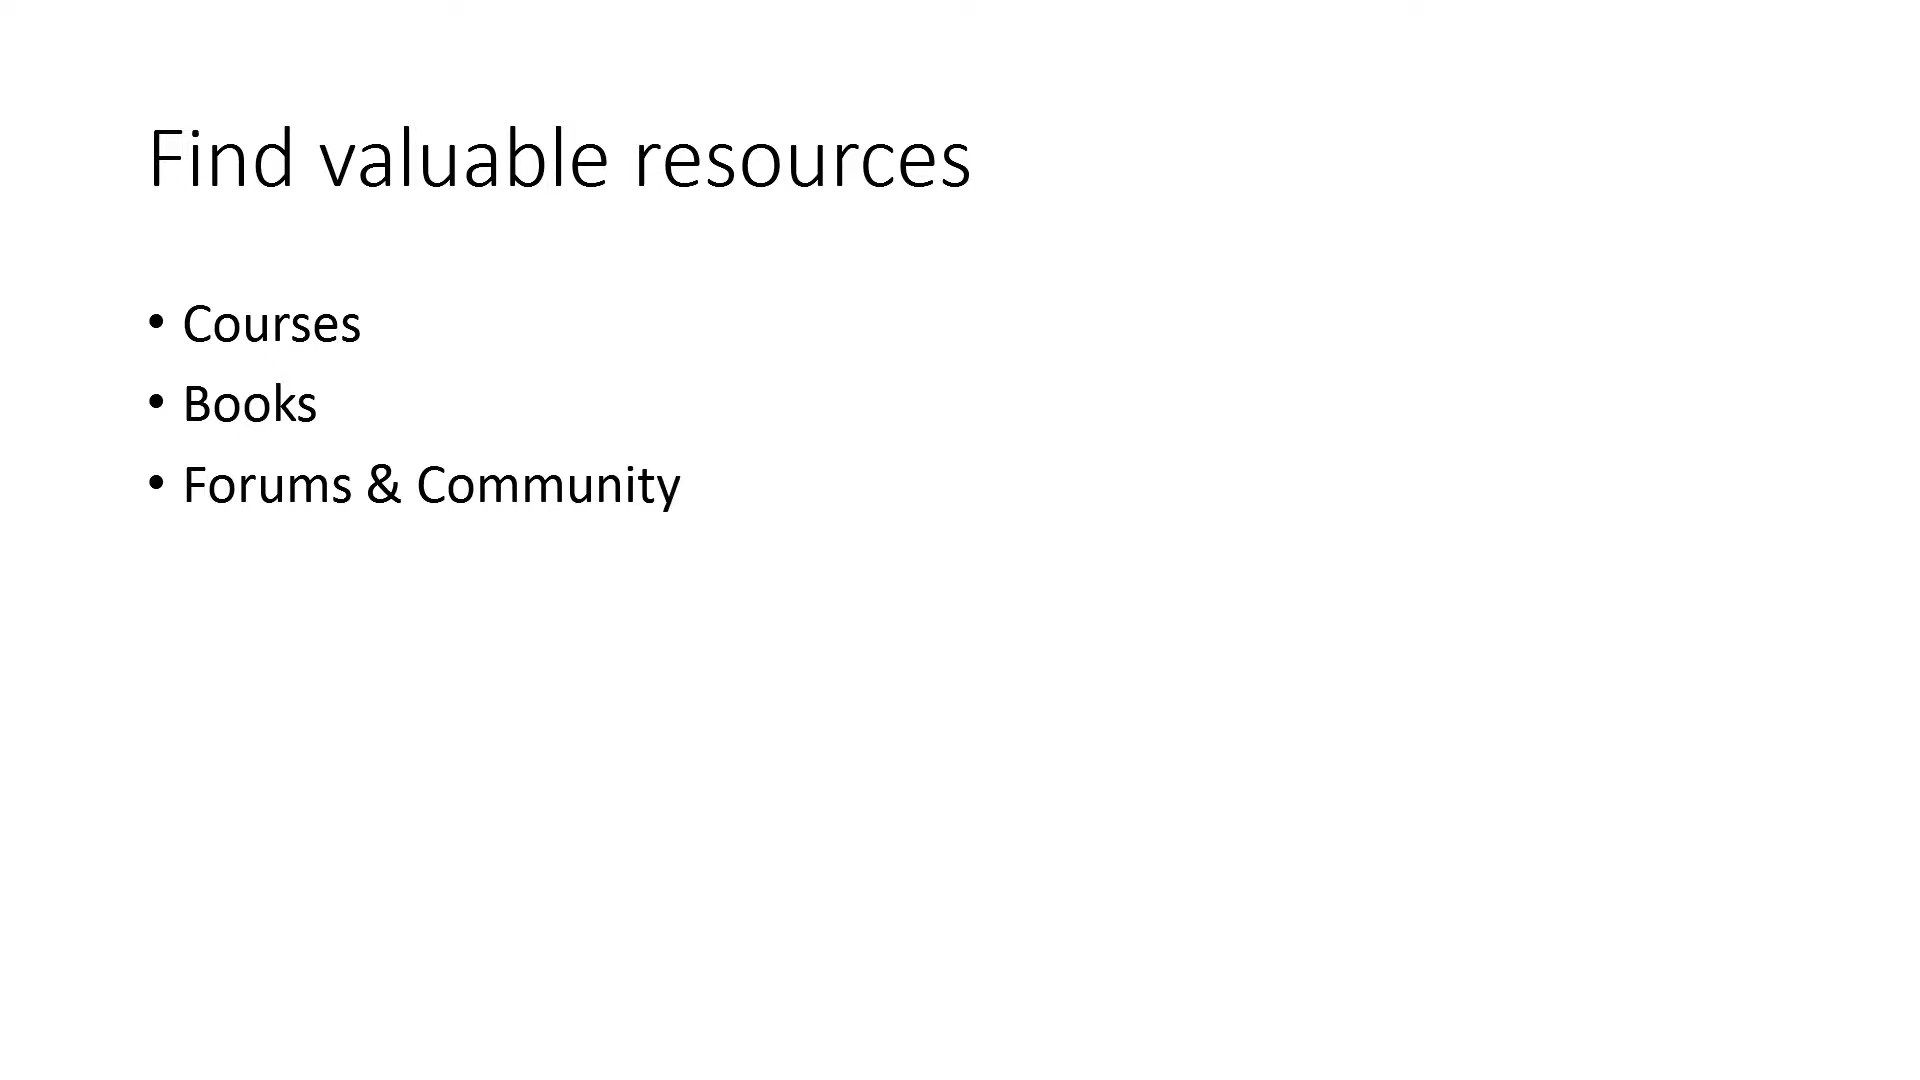 Find valuable resources
• Courses
• Books
• Forums & Community